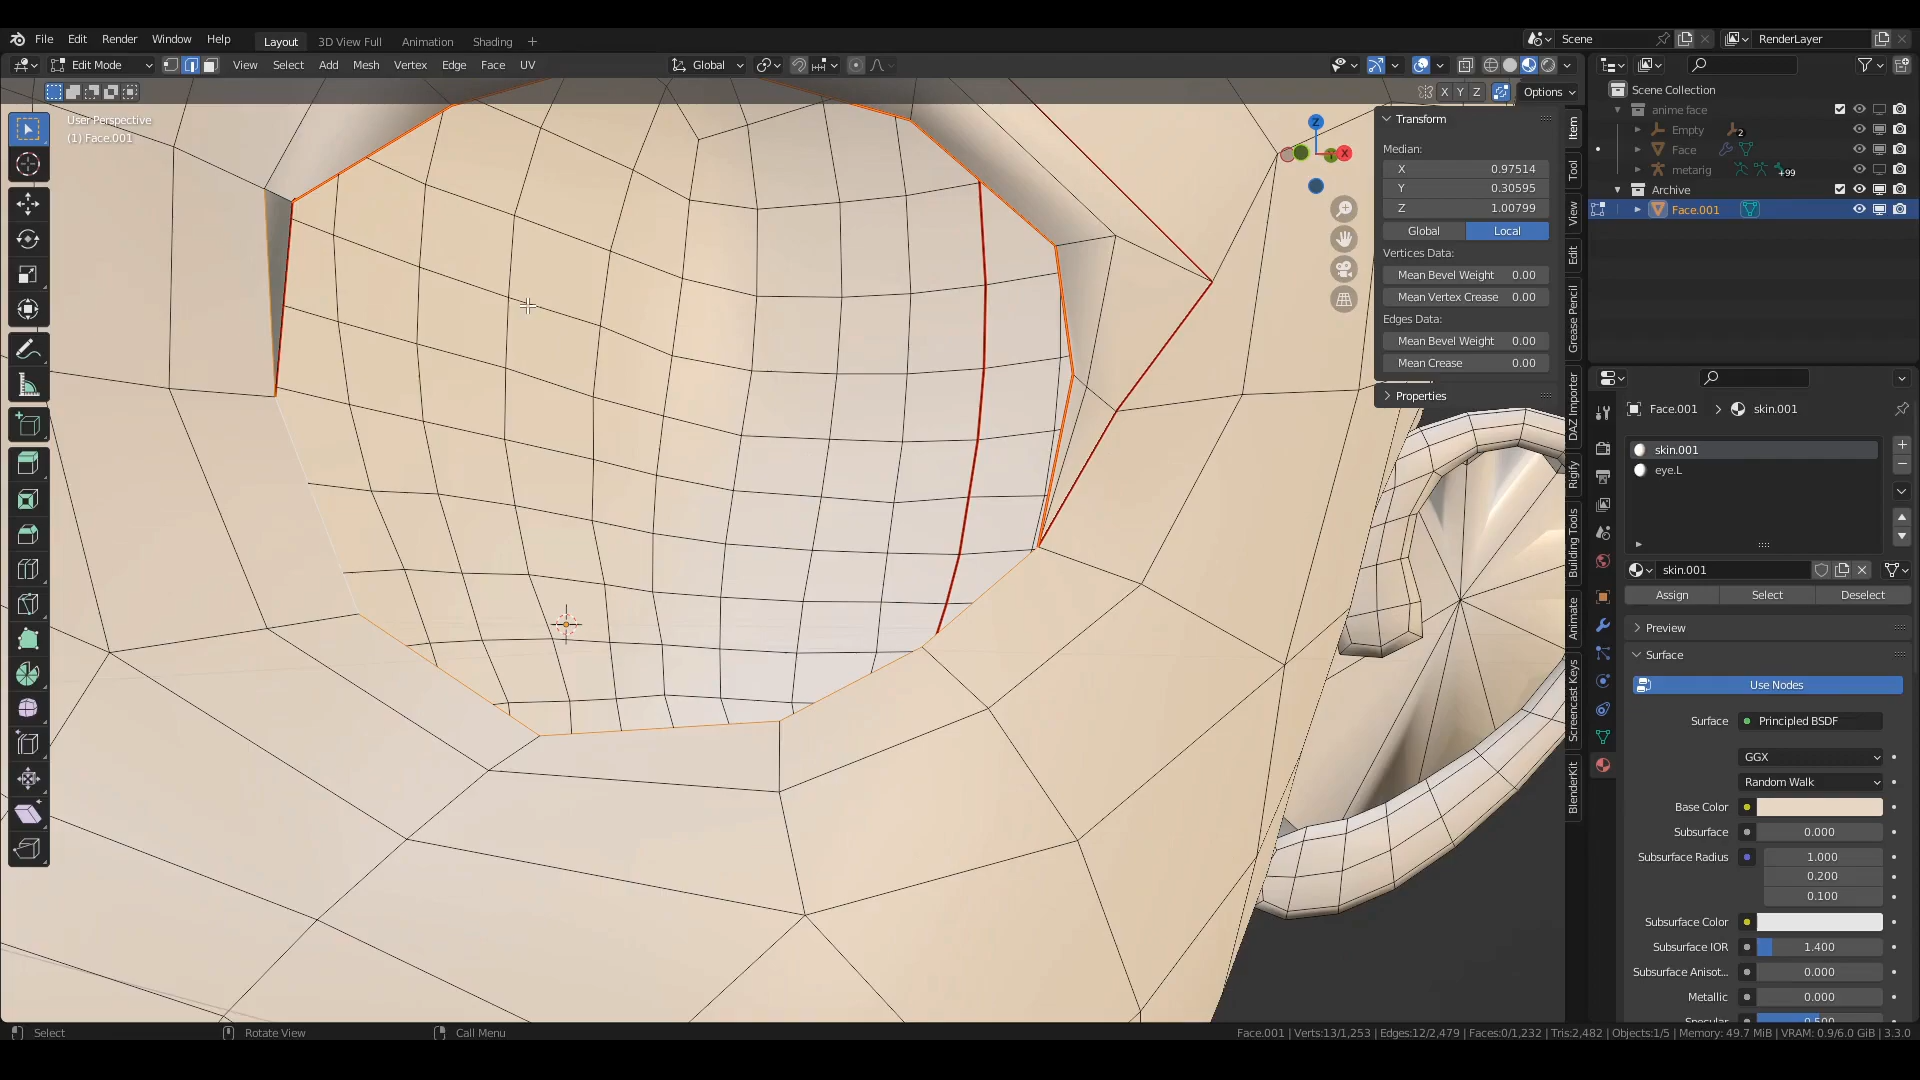 File Edit Render Window Help Layout 3D View Full Animation Shading + Scene RenderLayer
Edit Mode View Select Add Mesh Vertex Edge Face UV Global
X Y Z Options
User Perspective
(1) Face.001
Z
X
Transform
Median:
X 0.97514
Y 0.30595
Z 1.00799
Global Local
Vertices Data:
Mean Bevel Weight 0.00
Mean Vertex Crease 0.00
Edges Data:
Mean Bevel Weight 0.00
Mean Crease 0.00
Properties
Item
Tool
View
Edit
Grease Pencil
DAZ Importer
Rigify
Building Tools
Animate
Screencast Keys
BlenderKit
Scene Collection
anime face
Empty 2
Face
metarig +99
Archive
Face.001
Face.001 > skin.001
skin.001
eye.L
skin.001
Assign Select Deselect
Preview
Surface
Use Nodes
Surface Principled BSDF
GGX
Random Walk
Base Color
Subsurface 0.000
Subsurface Radius 1.000
0.200
0.100
Subsurface Color
Subsurface IOR 1.400
Subsurface Anisot... 0.000
Metallic 0.000
Specular 0.500
Select Rotate View Call Menu
Face.001 | Verts:13/1,253 | Edges:12/2,479 | Faces:0/1,232 | Tris:2,482 | Objects:1/5 | Memory: 49.7 MiB | VRAM: 0.9/6.0 GiB | 3.3.0